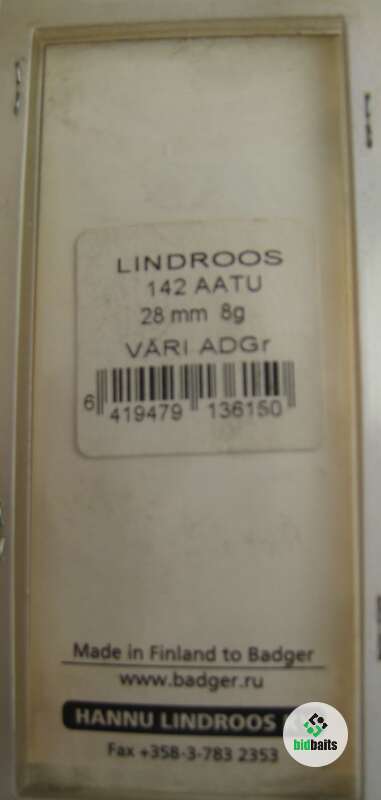 LINDROOS
142 AATU
28 mm 8g
VÄRI ADGr
6 419479 136150
Made in Finland to Badger
www.badger.ru
HANNU LINDROOS
Fax +358-3-783 2353
bidbaits